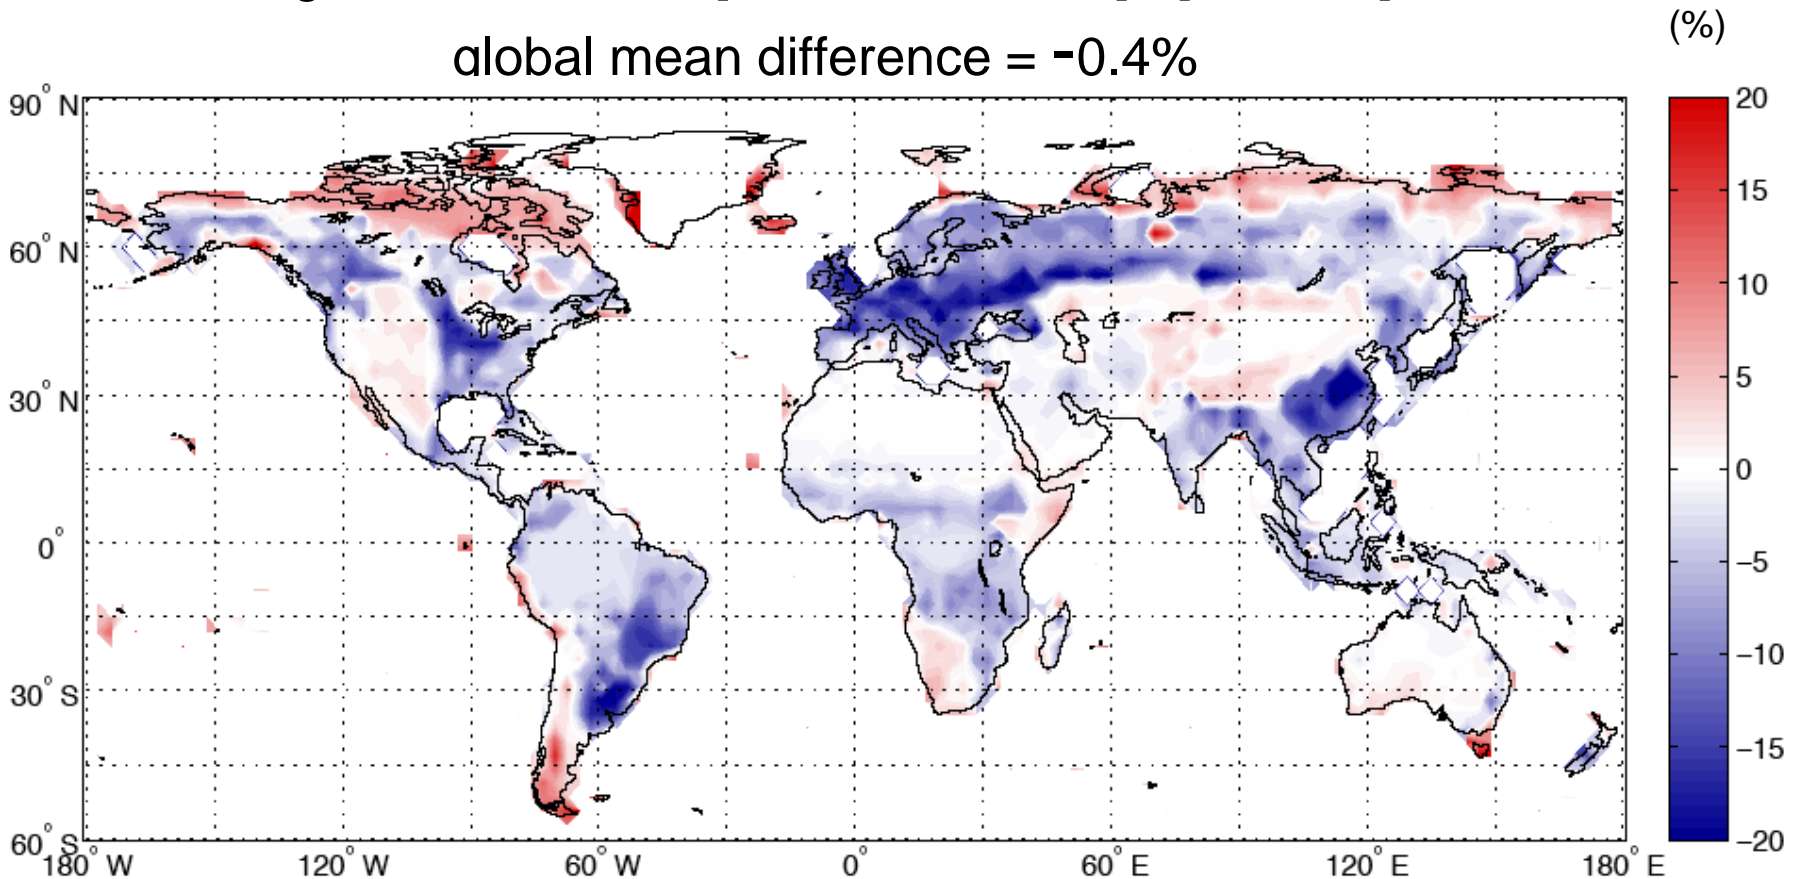 (%)
global mean difference = -0.4%
90° N
60° N
30° N
0°
30° S
60° S
180° W
120° W
60° W
0°
60° E
120° E
180° E
20
15
10
5
0
−5
−10
−15
−20